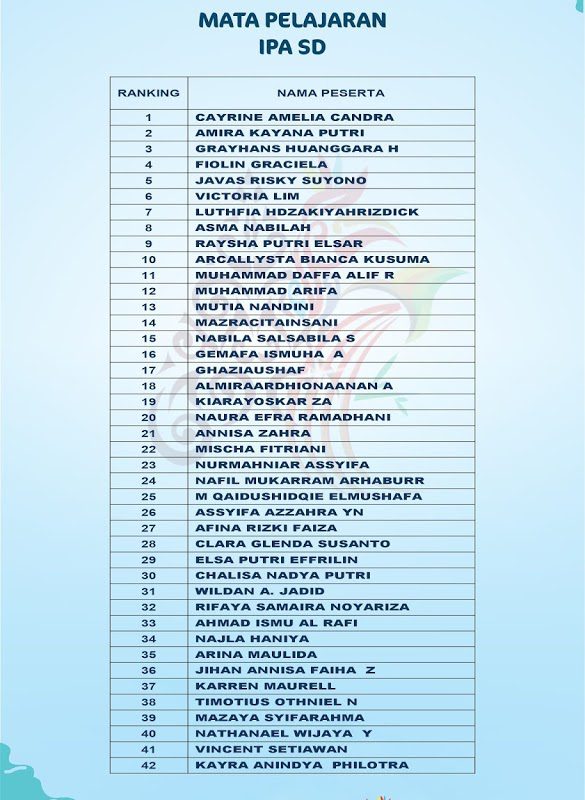 MATA PELAJARAN
IPA SD
RANKING NAMA PESERTA
1 CAYRINE AMELIA CANDRA
2 AMIRA KAYANA PUTRI
3 GRAYHANS HUANGGARA H
4 FIOLIN GRACIELA
5 JAVAS RISKY SUYONO
6 VICTORIA LIM
7 LUTHFIA HDZAKIYAHRIZDICK
8 ASMA NABILAH
9 RAYSHA PUTRI ELSAR
10 ARCALLYSTA BIANCA KUSUMA
11 MUHAMMAD DAFFA ALIF R
12 MUHAMMAD ARIFA
13 MUTIA NANDINI
14 MAZRACITAINSANI
15 NABILA SALSABILA S
16 GEMAFA ISMUHA A
17 GHAZIAUSHAF
18 ALMIRAARDHIONAANAN A
19 KIARAYOSKAR ZA
20 NAURA EFRA RAMADHANI
21 ANNISA ZAHRA
22 MISCHA FITRIANI
23 NURMAHNIAR ASSYIFA
24 NAFIL MUKARRAM ARHABURR
25 M QAIDUSHIDQIE ELMUSHAFA
26 ASSYIFA AZZAHRA YN
27 AFINA RIZKI FAIZA
28 CLARA GLENDA SUSANTO
29 ELSA PUTRI EFFRILIN
30 CHALISA NADYA PUTRI
31 WILDAN A. JADID
32 RIFAYA SAMAIRA NOYARIZA
33 AHMAD ISMU AL RAFI
34 NAJLA HANIYA
35 ARINA MAULIDA
36 JIHAN ANNISA FAIHA Z
37 KARREN MAURELL
38 TIMOTIUS OTHNIEL N
39 MAZAYA SYIFARAHMA
40 NATHANAEL WIJAYA Y
41 VINCENT SETIAWAN
42 KAYRA ANINDYA PHILOTRA